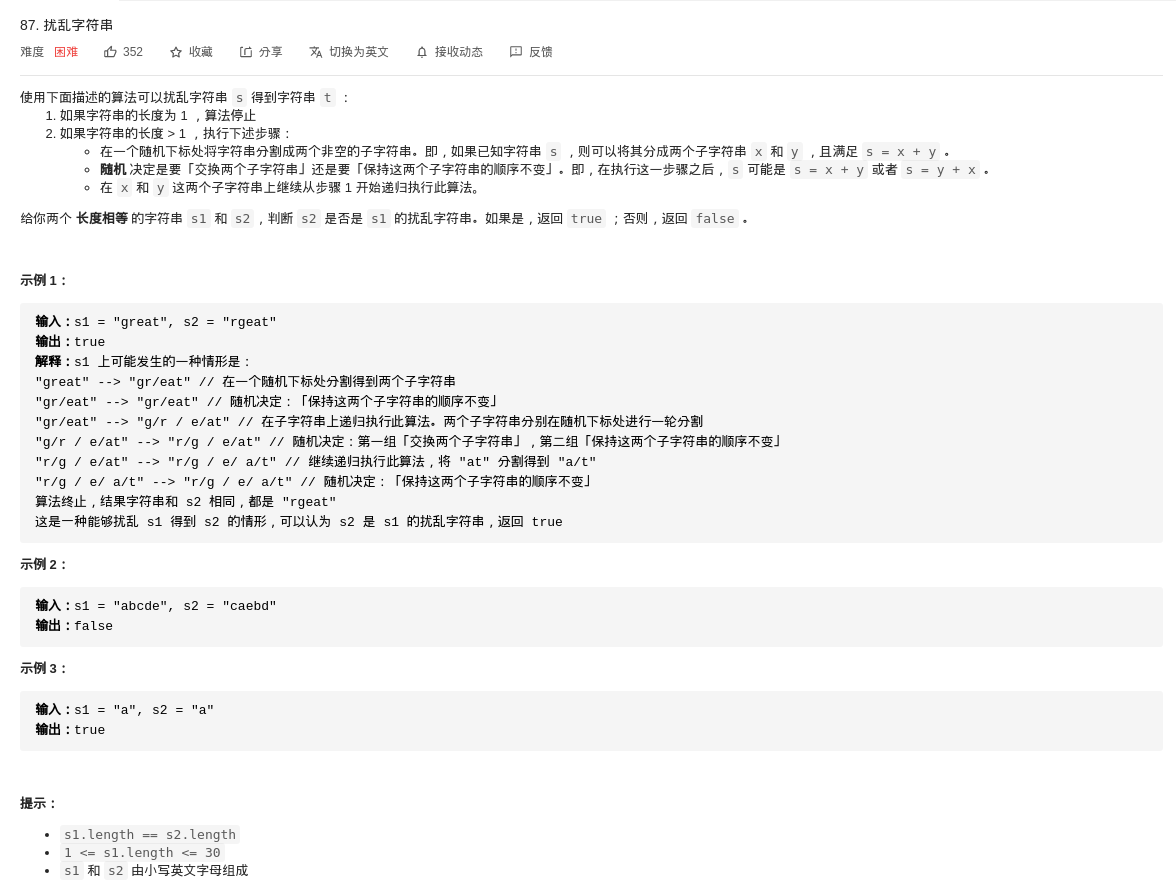 87. 扰乱字符串
难度 困难 352 收藏 分享 切换为英文 接收动态 反馈
使用下面描述的算法可以扰乱字符串 s 得到字符串 t ：
1. 如果字符串的长度为 1 ，算法停止
2. 如果字符串的长度 > 1 ，执行下述步骤：
在一个随机下标处将字符串分割成两个非空的子字符串。即，如果已知字符串 s ，则可以将其分成两个子字符串 x 和 y ，且满足 s = x + y 。
随机 决定是要「交换两个子字符串」还是要「保持这两个子字符串的顺序不变」。即，在执行这一步骤之后，s 可能是 s = x + y 或者 s = y + x 。
在 x 和 y 这两个子字符串上继续从步骤 1 开始递归执行此算法。
给你两个 长度相等 的字符串 s1 和 s2，判断 s2 是否是 s1 的扰乱字符串。如果是，返回 true ；否则，返回 false 。
示例 1：
输入：s1 = "great", s2 = "rgeat"
输出：true
解释：s1 上可能发生的一种情形是：
"great" --> "gr/eat" // 在一个随机下标处分割得到两个子字符串
"gr/eat" --> "gr/eat" // 随机决定：「保持这两个子字符串的顺序不变」
"gr/eat" --> "g/r / e/at" // 在子字符串上递归执行此算法。两个子字符串分别在随机下标处进行一轮分割
"g/r / e/at" --> "r/g / e/at" // 随机决定：第一组「交换两个子字符串」，第二组「保持这两个子字符串的顺序不变」
"r/g / e/at" --> "r/g / e/ a/t" // 继续递归执行此算法，将 "at" 分割得到 "a/t"
"r/g / e/ a/t" --> "r/g / e/ a/t" // 随机决定：「保持这两个子字符串的顺序不变」
算法终止，结果字符串和 s2 相同，都是 "rgeat"
这是一种能够扰乱 s1 得到 s2 的情形，可以认为 s2 是 s1 的扰乱字符串，返回 true
示例 2：
输入：s1 = "abcde", s2 = "caebd"
输出：false
示例 3：
输入：s1 = "a", s2 = "a"
输出：true
提示：
s1.length == s2.length
1 <= s1.length <= 30
s1 和 s2 由小写英文字母组成